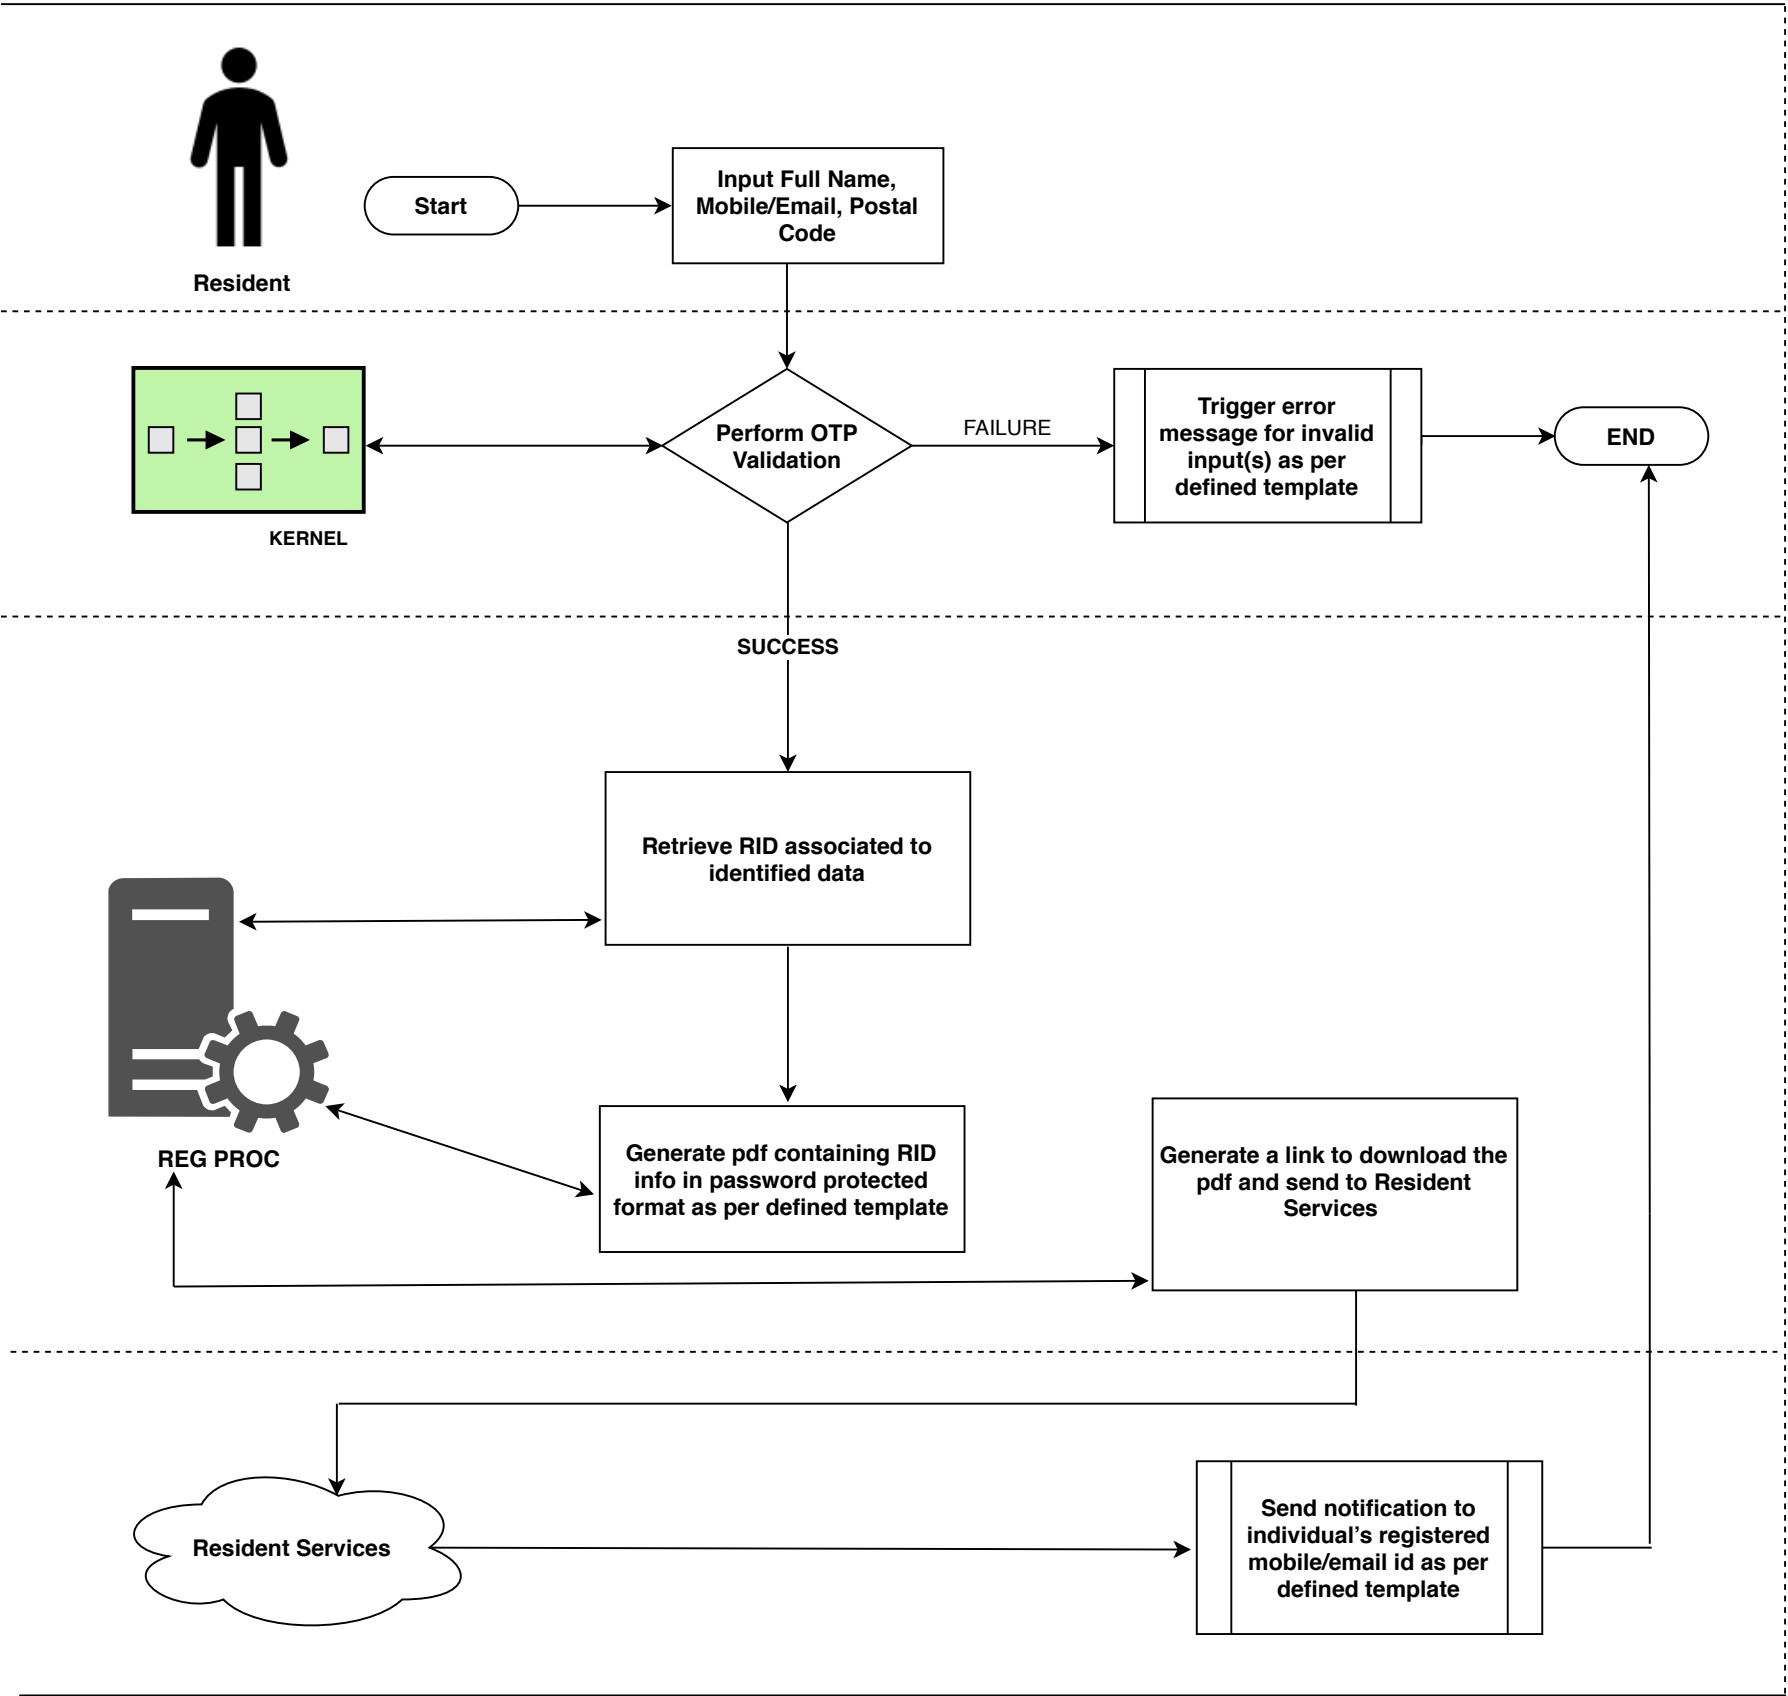 Start
Input Full Name,
Mobile/Email, Postal
Code
Resident
Perform OTP
Validation
FAILURE
Trigger error
message for invalid
input(s) as per
defined template
END
KERNEL
SUCCESS
Retrieve RID associated to
identified data
REG PROC
Generate pdf containing RID
info in password protected
format as per defined template
Generate a link to download the
pdf and send to Resident
Services
Resident Services
Send notification to
individual’s registered
mobile/email id as per
defined template